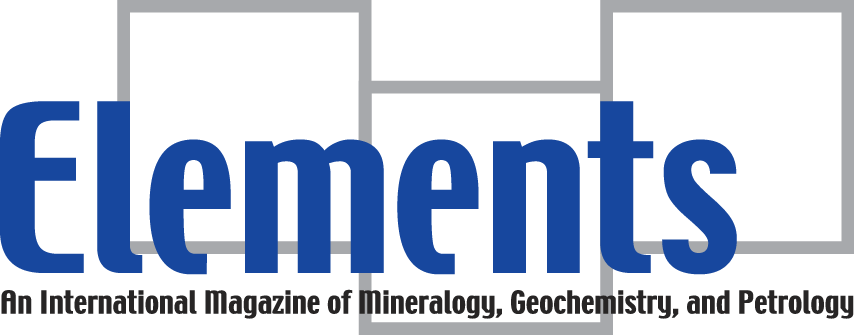 Elements
An International Magazine of Mineralogy, Geochemistry, and Petrology